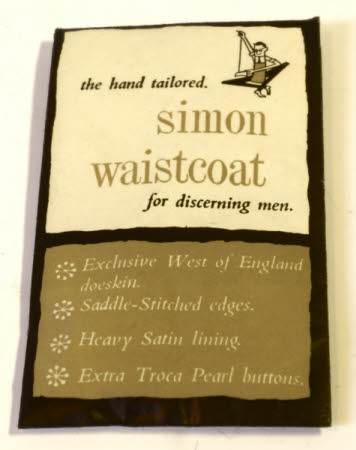 the hand tailored.
simon
waistcoat
for discerning men.
Exclusive West of England
doeskin.
Saddle-Stitched edges.
Heavy Satin lining.
Extra Troca Pearl buttons.